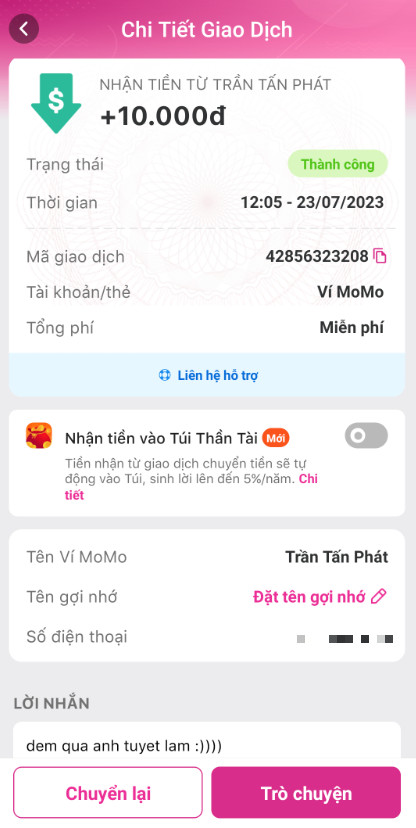 Chi Tiết Giao Dịch
NHẬN TIỀN TỪ TRẦN TẤN PHÁT
+10.000đ
Trạng thái Thành công
Thời gian 12:05 - 23/07/2023
Mã giao dịch 42856323208
Tài khoản/thẻ Ví MoMo
Tổng phí Miễn phí
Liên hệ hỗ trợ
Nhận tiền vào Túi Thần Tài Mới
Tiền nhận từ giao dịch chuyển tiền sẽ tự
động vào Túi, sinh lời lên đến 5%/năm. Chi
tiết
Tên Ví MoMo Trần Tấn Phát
Tên gợi nhớ Đặt tên gợi nhớ
Số điện thoại
LỜI NHẮN
dem qua anh tuyet lam :))))
Chuyển lại Trò chuyện